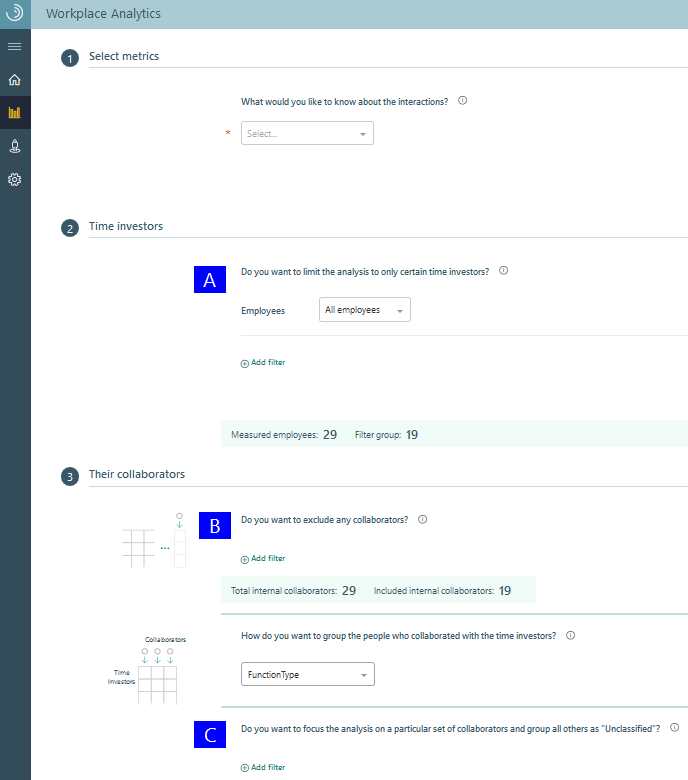 Workplace Analytics
1 Select metrics
What would you like to know about the interactions?
* Select...
2 Time investors
A Do you want to limit the analysis to only certain time investors?
Employees All employees
Add filter
Measured employees: 29 Filter group: 19
3 Their collaborators
B Do you want to exclude any collaborators?
...
Add filter
Total internal collaborators: 29 Included internal collaborators: 19
How do you want to group the people who collaborated with the time investors?
Collaborators
Time
Investors
FunctionType
C Do you want to focus the analysis on a particular set of collaborators and group all others as "Unclassified"?
Add filter